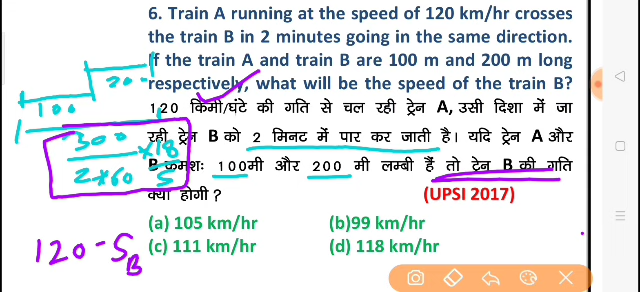 6. Train A running at the speed of 120 km/hr crosses
the train B in 2 minutes going in the same direction.
If the train A and train B are 100 m and 200 m long
respectively, what will be the speed of the train B?
120 किमी/घंटे की गति से चल रही ट्रेन A, उसी दिशा में जा
रही ट्रेन B को 2 मिनट में पार कर जाती है। यदि ट्रेन A और
B क्रमशः 100मी और 200 मी लम्बी हैं तो ट्रेन B की गति
क्या होगी ?
(UPSI 2017)
(a) 105 km/hr (b)99 km/hr
(c) 111 km/hr (d) 118 km/hr
200
100
300 × 18
2×60 5
120-SB